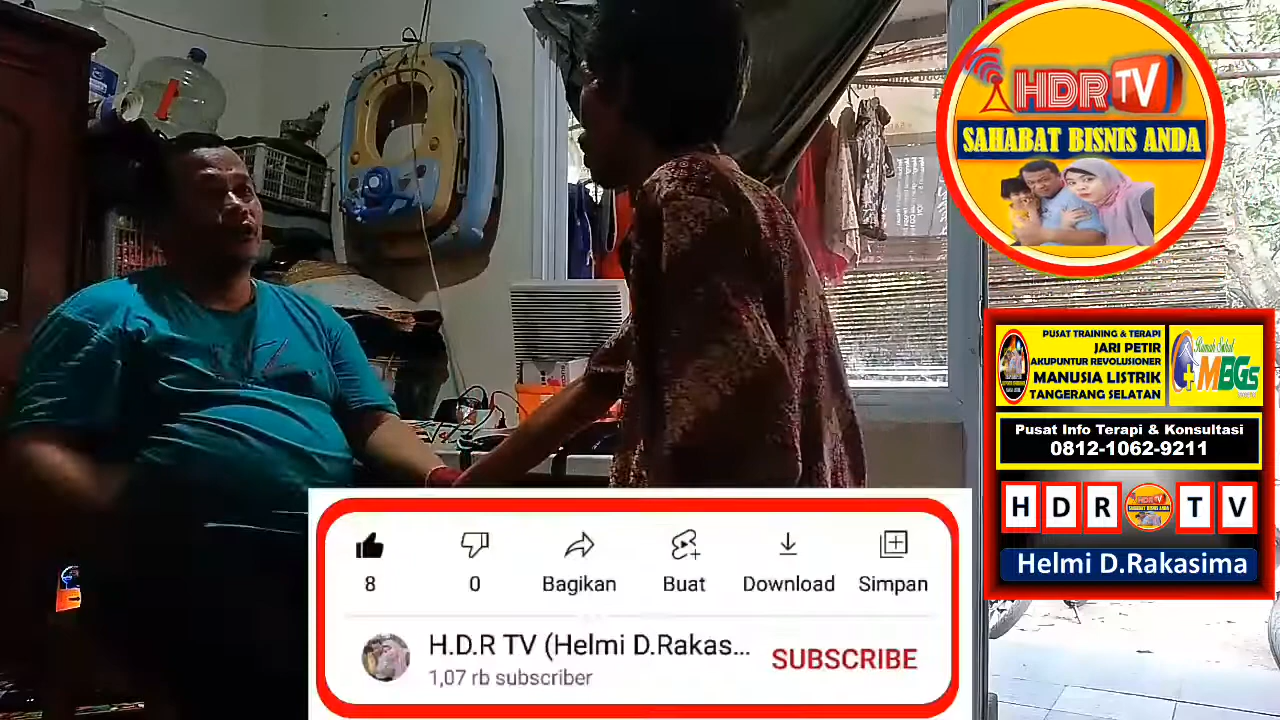 HDR TV
SAHABAT BISNIS ANDA
PUSAT TRAINING & TERAPI
JARI PETIR
AKUPUNTUR REVOLUSIONER
MANUSIA LISTRIK
TANGERANG SELATAN
Rumah Sehat
MBGs
Pusat Info Terapi & Konsultasi
0812-1062-9211
H D R T V
Helmi D.Rakasima
8
0
Bagikan
Buat
Download
Simpan
H.D.R TV (Helmi D.Rakas...
1,07 rb subscriber
SUBSCRIBE